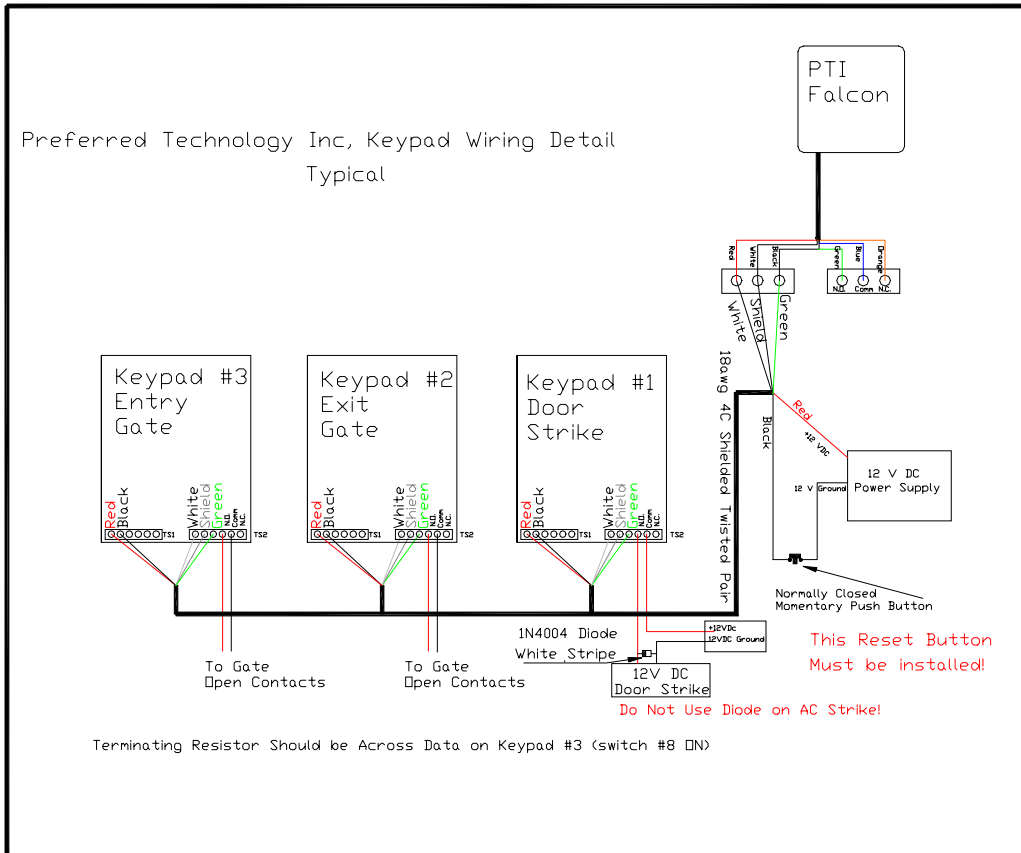 PTI
Falcon
Preferred Technology Inc, Keypad Wiring Detail
Typical
Red
White
Black
Green
Blue
Orange
N.O.
Comm
N.C.
White
Shield
Green
18awg 4C Shielded Twisted Pair
Black
Red
+12 VDC
12 V DC
Power Supply
12 V Ground
Normally Closed
Momentary Push Button
This Reset Button
Must be installed!
Keypad #3
Entry
Gate
Red
Black
White
Shield
Green
N.O.
Comm
N.C.
TS1
TS2
Keypad #2
Exit
Gate
Red
Black
White
Shield
Green
N.O.
Comm
N.C.
TS1
TS2
Keypad #1
Door
Strike
Red
Black
White
Shield
Green
N.O.
Comm
N.C.
TS1
TS2
To Gate
Open Contacts
To Gate
Open Contacts
1N4004 Diode
White Stripe
+12VDc
12VDC Ground
12V DC
Door Strike
Do Not Use Diode on AC Strike!
Terminating Resistor Should be Across Data on Keypad #3 (switch #8 ON)